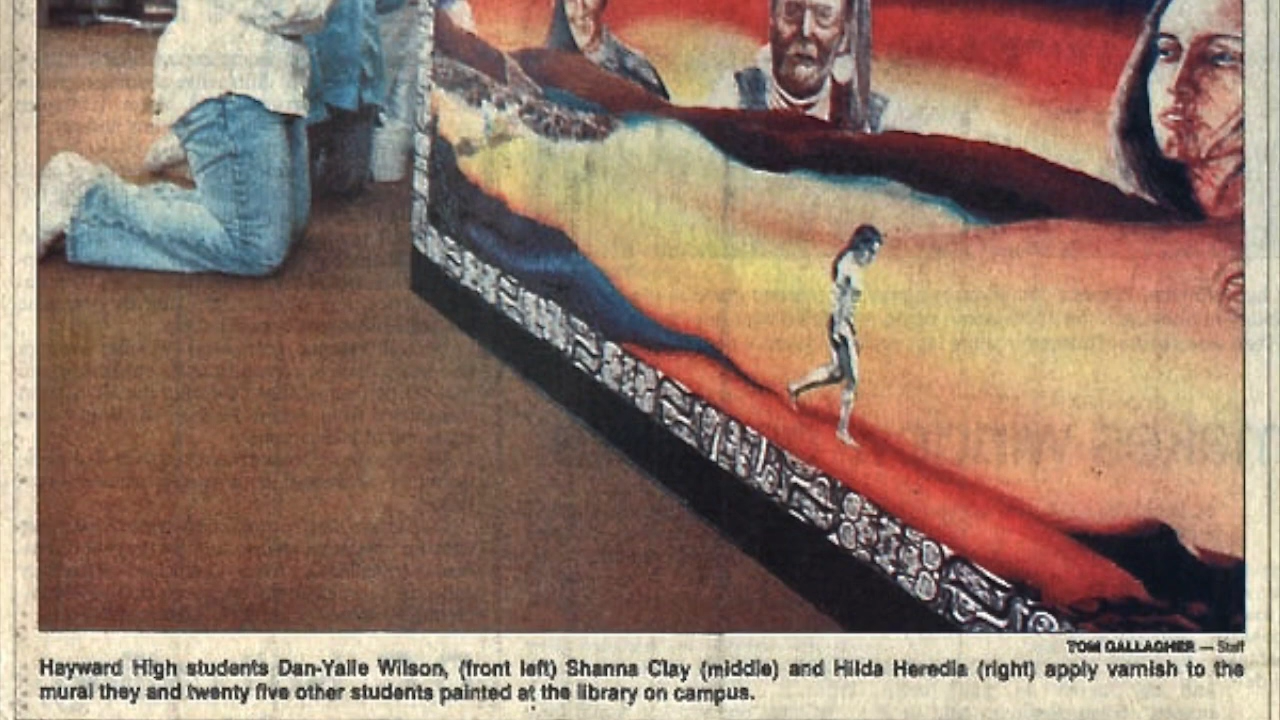 TOM GALLAGHER — Staff
Hayward High students Dan-Yalle Wilson, (front left) Shanna Clay (middle) and Hilda Heredia (right) apply varnish to the
mural they and twenty five other students painted at the library on campus.